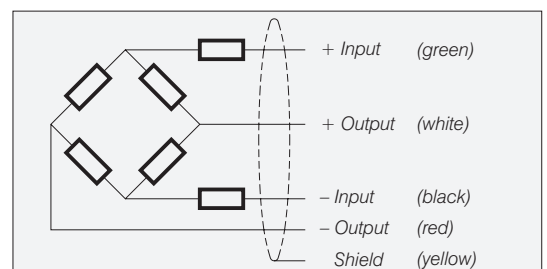 + Input (green)
+ Output (white)
– Input (black)
– Output (red)
Shield (yellow)